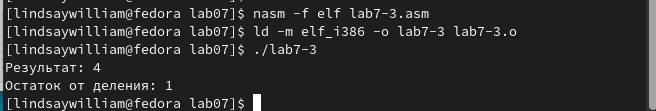 [lindsaywilliam@fedora lab07]$ nasm -f elf lab7-3.asm
[lindsaywilliam@fedora lab07]$ ld -m elf_i386 -o lab7-3 lab7-3.o
[lindsaywilliam@fedora lab07]$ ./lab7-3
Результат: 4
Остаток от деления: 1
[lindsaywilliam@fedora lab07]$